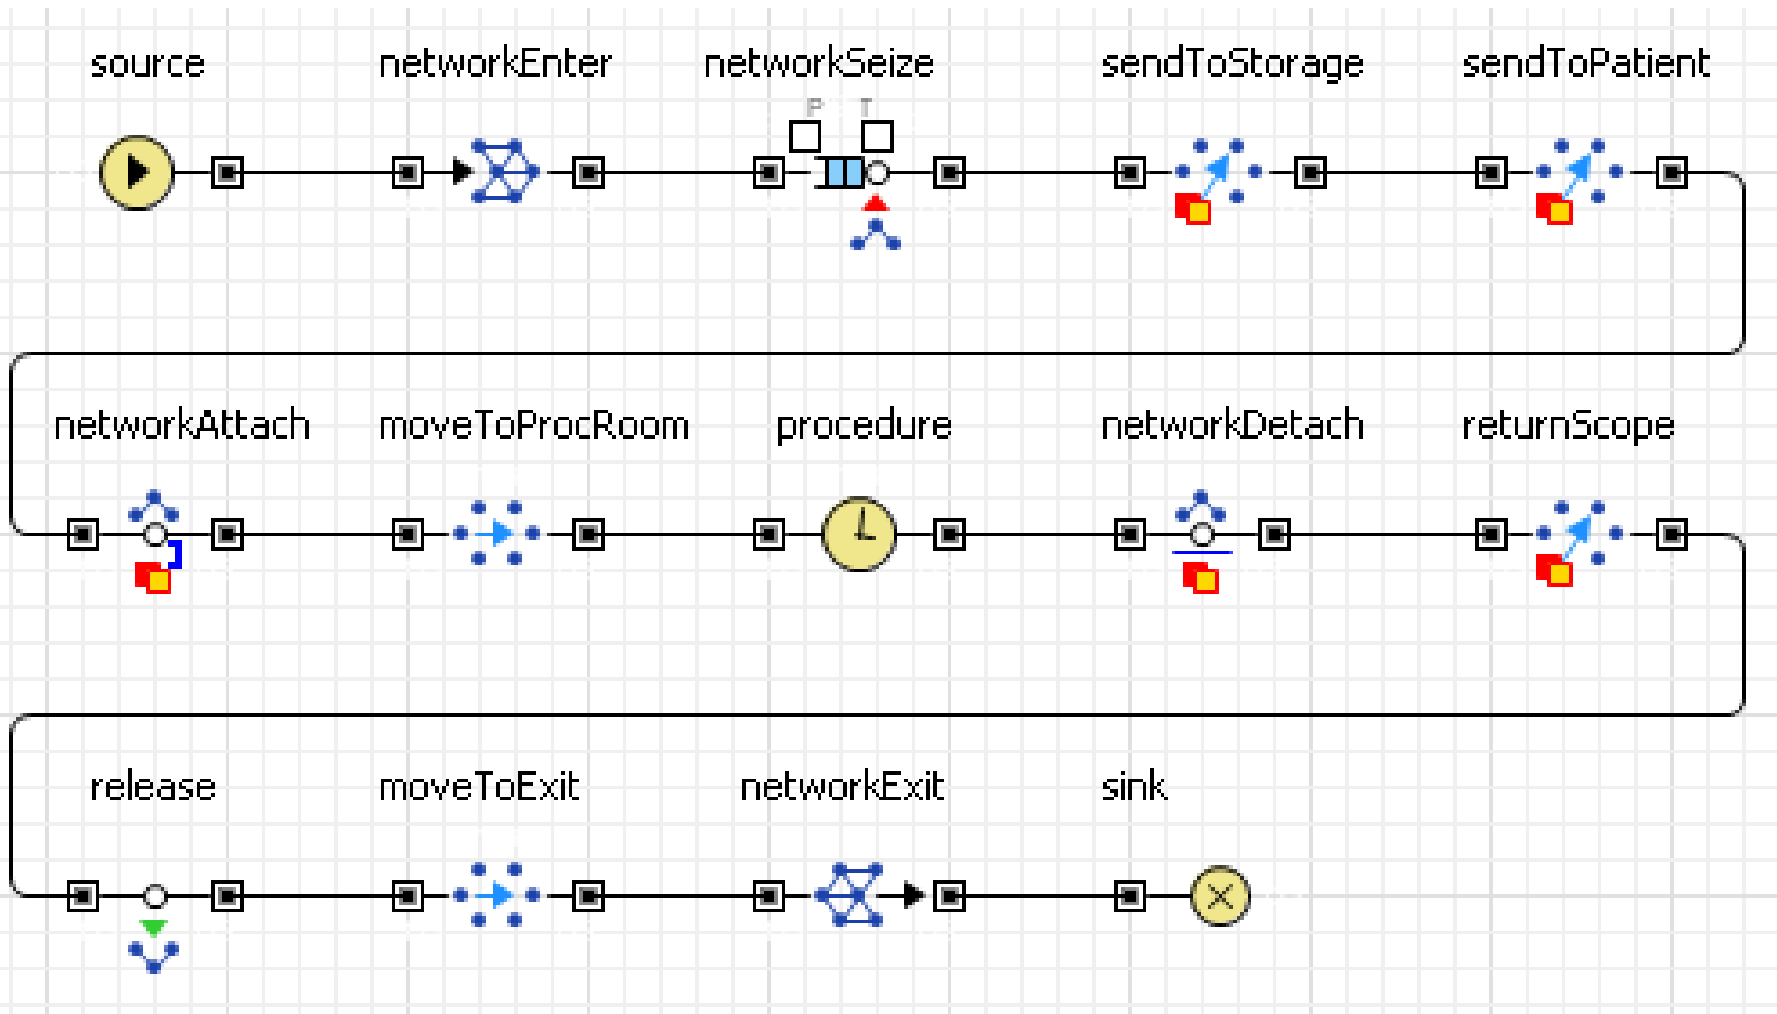 source networkEnter networkSeize sendToStorage sendToPatient
P T
networkAttach moveToProcRoom procedure networkDetach returnScope
release moveToExit networkExit sink